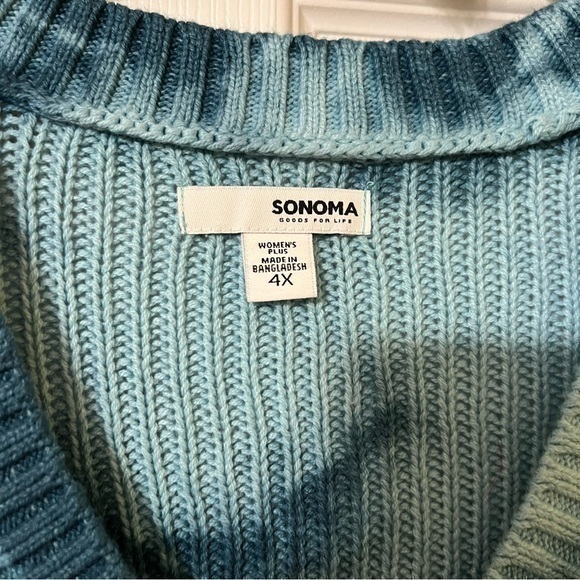 SONOMA
GOODS FOR LIFE
WOMEN'S
PLUS
MADE IN
BANGLADESH
4X